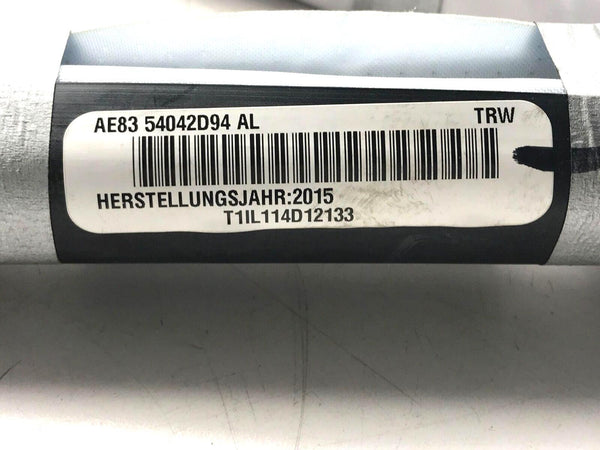 AE83 54042D94 AL TRW
HERSTELLUNGSJAHR:2015
T1IL114D12133